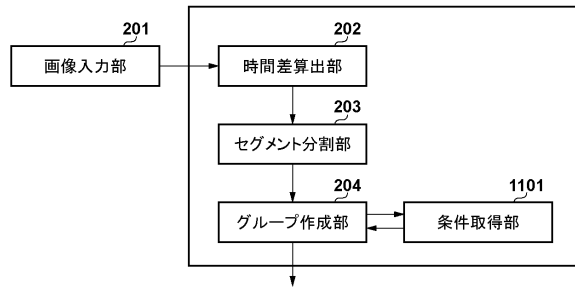 201
画像入力部
202
時間差算出部
203
セグメント分割部
204
グループ作成部
1101
条件取得部